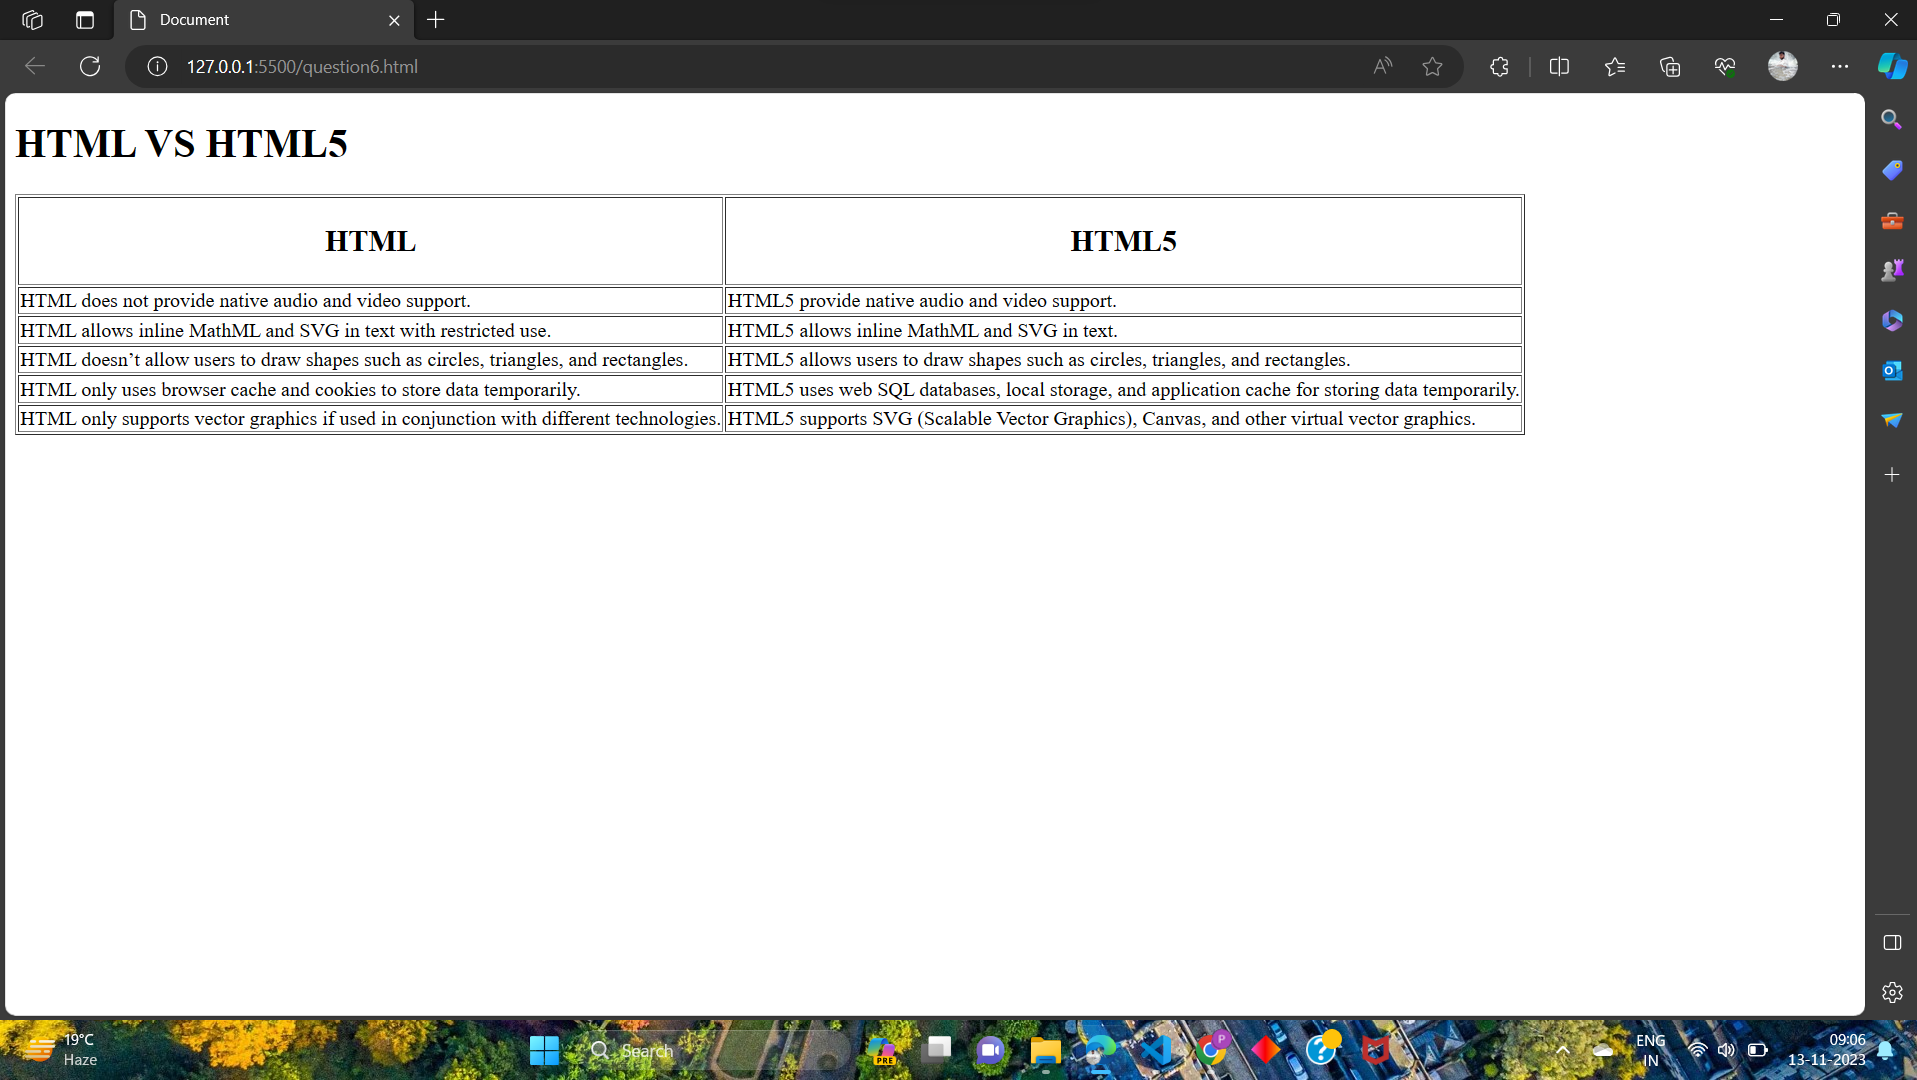 Document
127.0.0.1:5500/question6.html
HTML VS HTML5
HTML HTML5
HTML does not provide native audio and video support. HTML5 provide native audio and video support.
HTML allows inline MathML and SVG in text with restricted use. HTML5 allows inline MathML and SVG in text.
HTML doesn’t allow users to draw shapes such as circles, triangles, and rectangles. HTML5 allows users to draw shapes such as circles, triangles, and rectangles.
HTML only uses browser cache and cookies to store data temporarily. HTML5 uses web SQL databases, local storage, and application cache for storing data temporarily.
HTML only supports vector graphics if used in conjunction with different technologies. HTML5 supports SVG (Scalable Vector Graphics), Canvas, and other virtual vector graphics.
19°C
Haze
Search
PRE
P
ENG
IN
09:06
13-11-2023